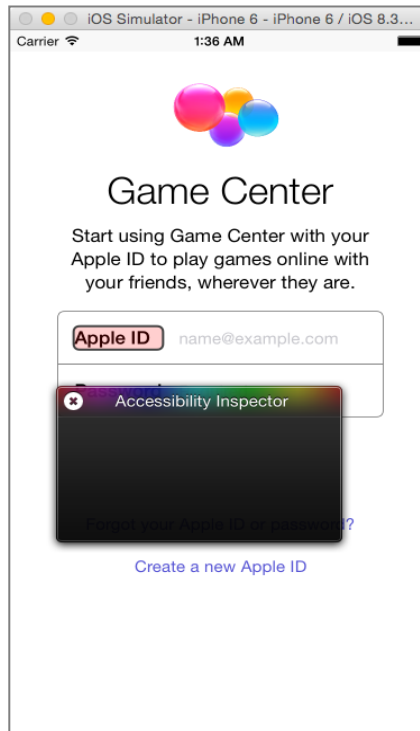 iOS Simulator - iPhone 6 - iPhone 6 / iOS 8.3...
Carrier 1:36 AM
Game Center
Start using Game Center with your
Apple ID to play games online with
your friends, wherever they are.
Apple ID name@example.com
Password
Accessibility Inspector
Forgot your Apple ID or password?
Create a new Apple ID